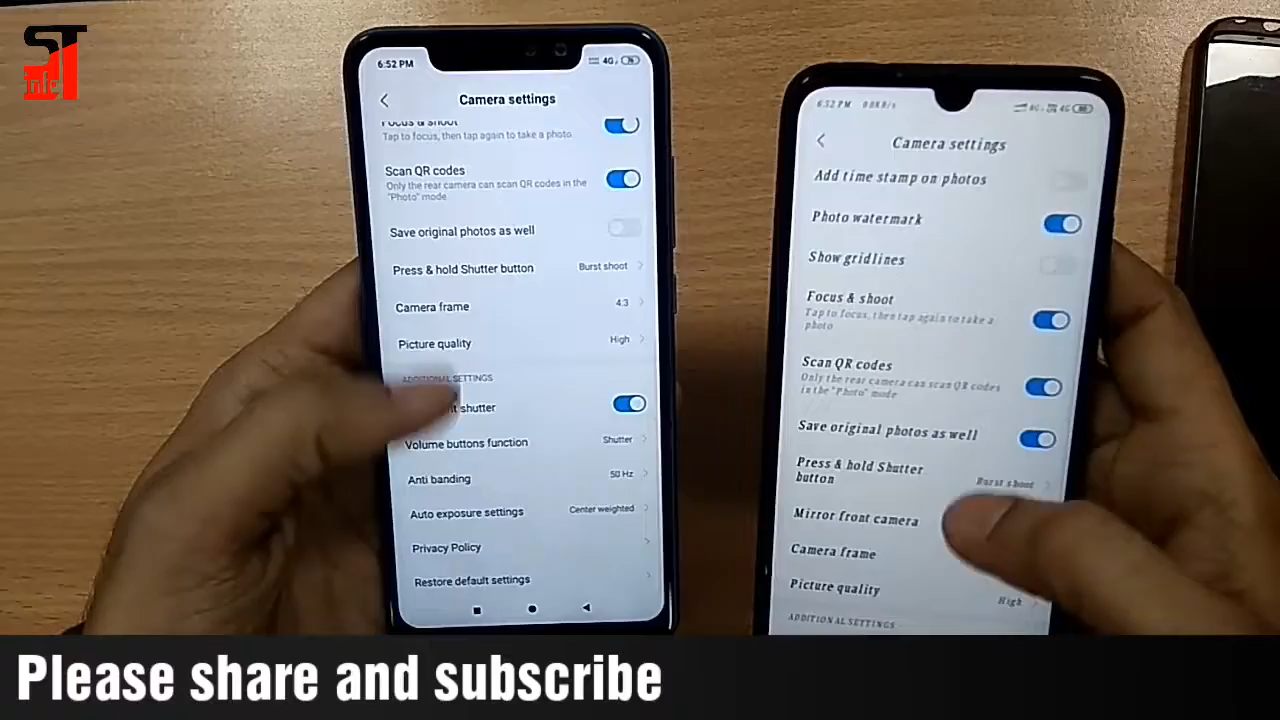 ST
info
6:52 PM
4G
Camera settings
Focus & shoot
Tap to focus, then tap again to take a photo
Scan QR codes
Only the rear camera can scan QR codes in the
"Photo" mode
Save original photos as well
Press & hold Shutter button Burst shoot
Camera frame 4:3
Picture quality High
ADDITIONAL SETTINGS
shutter
Volume buttons function Shutter
Anti banding 50 Hz
Auto exposure settings Center weighted
Privacy Policy
Restore default settings
6:52 PM
Camera settings
Add time stamp on photos
Photo watermark
Show gridlines
Focus & shoot
Tap to focus, then tap again to take a
photo
Scan QR codes
Only the rear camera can scan QR codes
in the "Photo" mode
Save original photos as well
Press & hold Shutter
button Burst shoot
Mirror front camera
Camera frame
Picture quality High
ADDITIONAL SETTINGS
Please share and subscribe